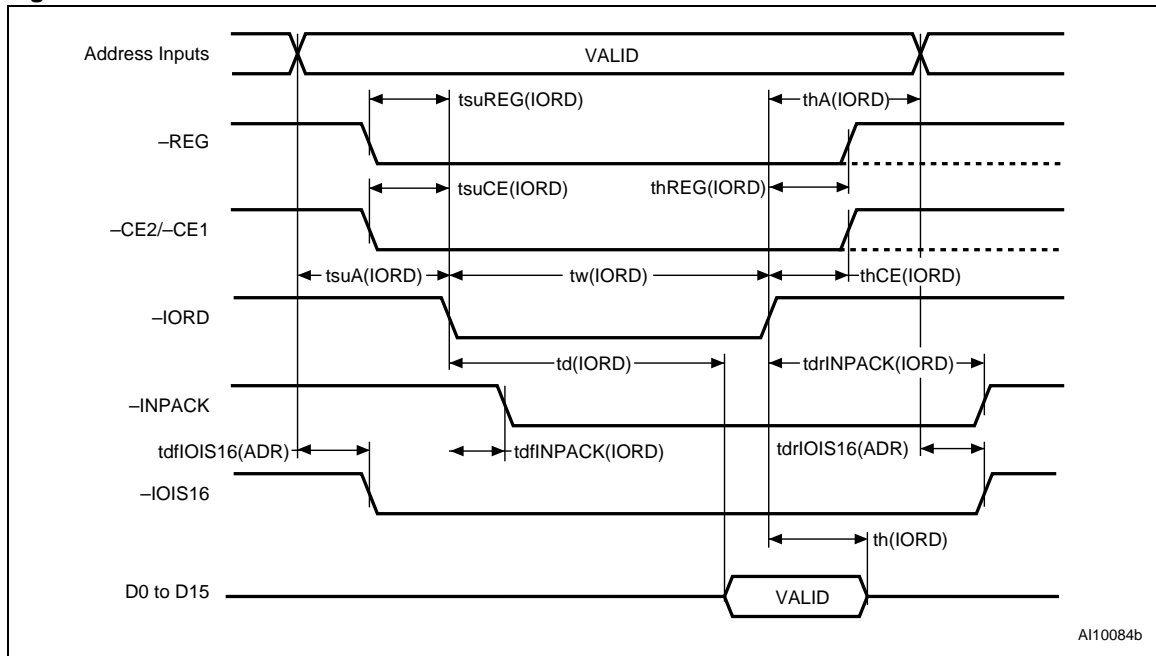 Address Inputs
VALID
tsuREG(IORD)
thA(IORD)
–REG
tsuCE(IORD)
thREG(IORD)
–CE2/–CE1
tsuA(IORD)
tw(IORD)
thCE(IORD)
–IORD
td(IORD)
tdrINPACK(IORD)
–INPACK
tdfIOIS16(ADR)
tdfINPACK(IORD)
tdrIOIS16(ADR)
–IOIS16
th(IORD)
D0 to D15
VALID
AI10084b